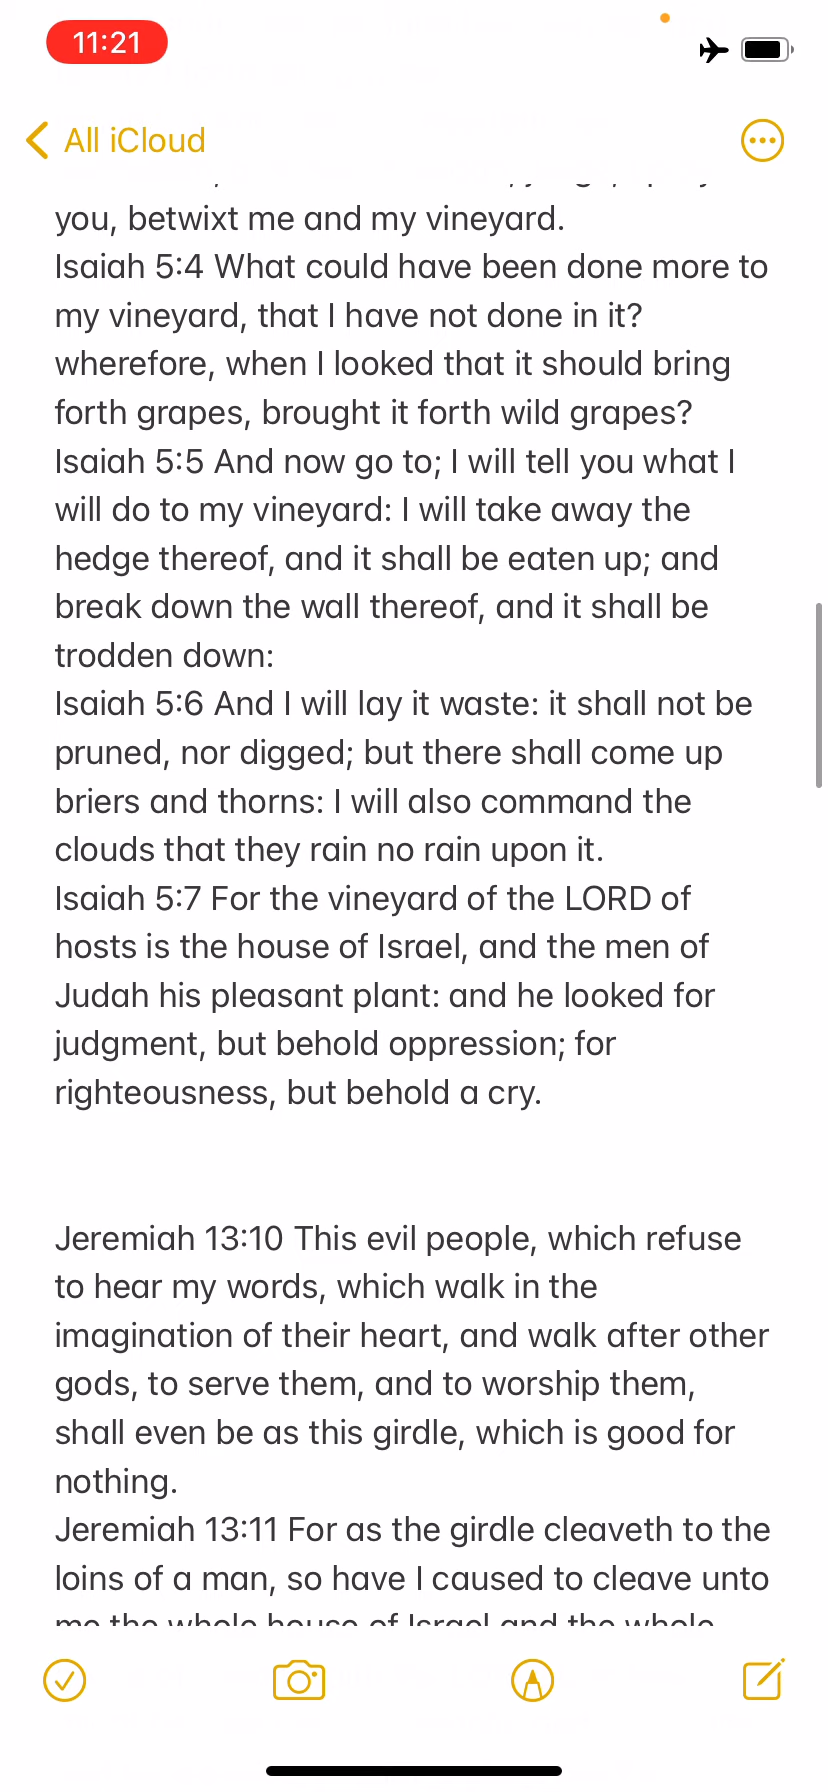 11:21
All iCloud
you, betwixt me and my vineyard.
Isaiah 5:4 What could have been done more to
my vineyard, that I have not done in it?
wherefore, when I looked that it should bring
forth grapes, brought it forth wild grapes?
Isaiah 5:5 And now go to; I will tell you what I
will do to my vineyard: I will take away the
hedge thereof, and it shall be eaten up; and
break down the wall thereof, and it shall be
trodden down:
Isaiah 5:6 And I will lay it waste: it shall not be
pruned, nor digged; but there shall come up
briers and thorns: I will also command the
clouds that they rain no rain upon it.
Isaiah 5:7 For the vineyard of the LORD of
hosts is the house of Israel, and the men of
Judah his pleasant plant: and he looked for
judgment, but behold oppression; for
righteousness, but behold a cry.
Jeremiah 13:10 This evil people, which refuse
to hear my words, which walk in the
imagination of their heart, and walk after other
gods, to serve them, and to worship them,
shall even be as this girdle, which is good for
nothing.
Jeremiah 13:11 For as the girdle cleaveth to the
loins of a man, so have I caused to cleave unto
me the whole house of Israel and the whole